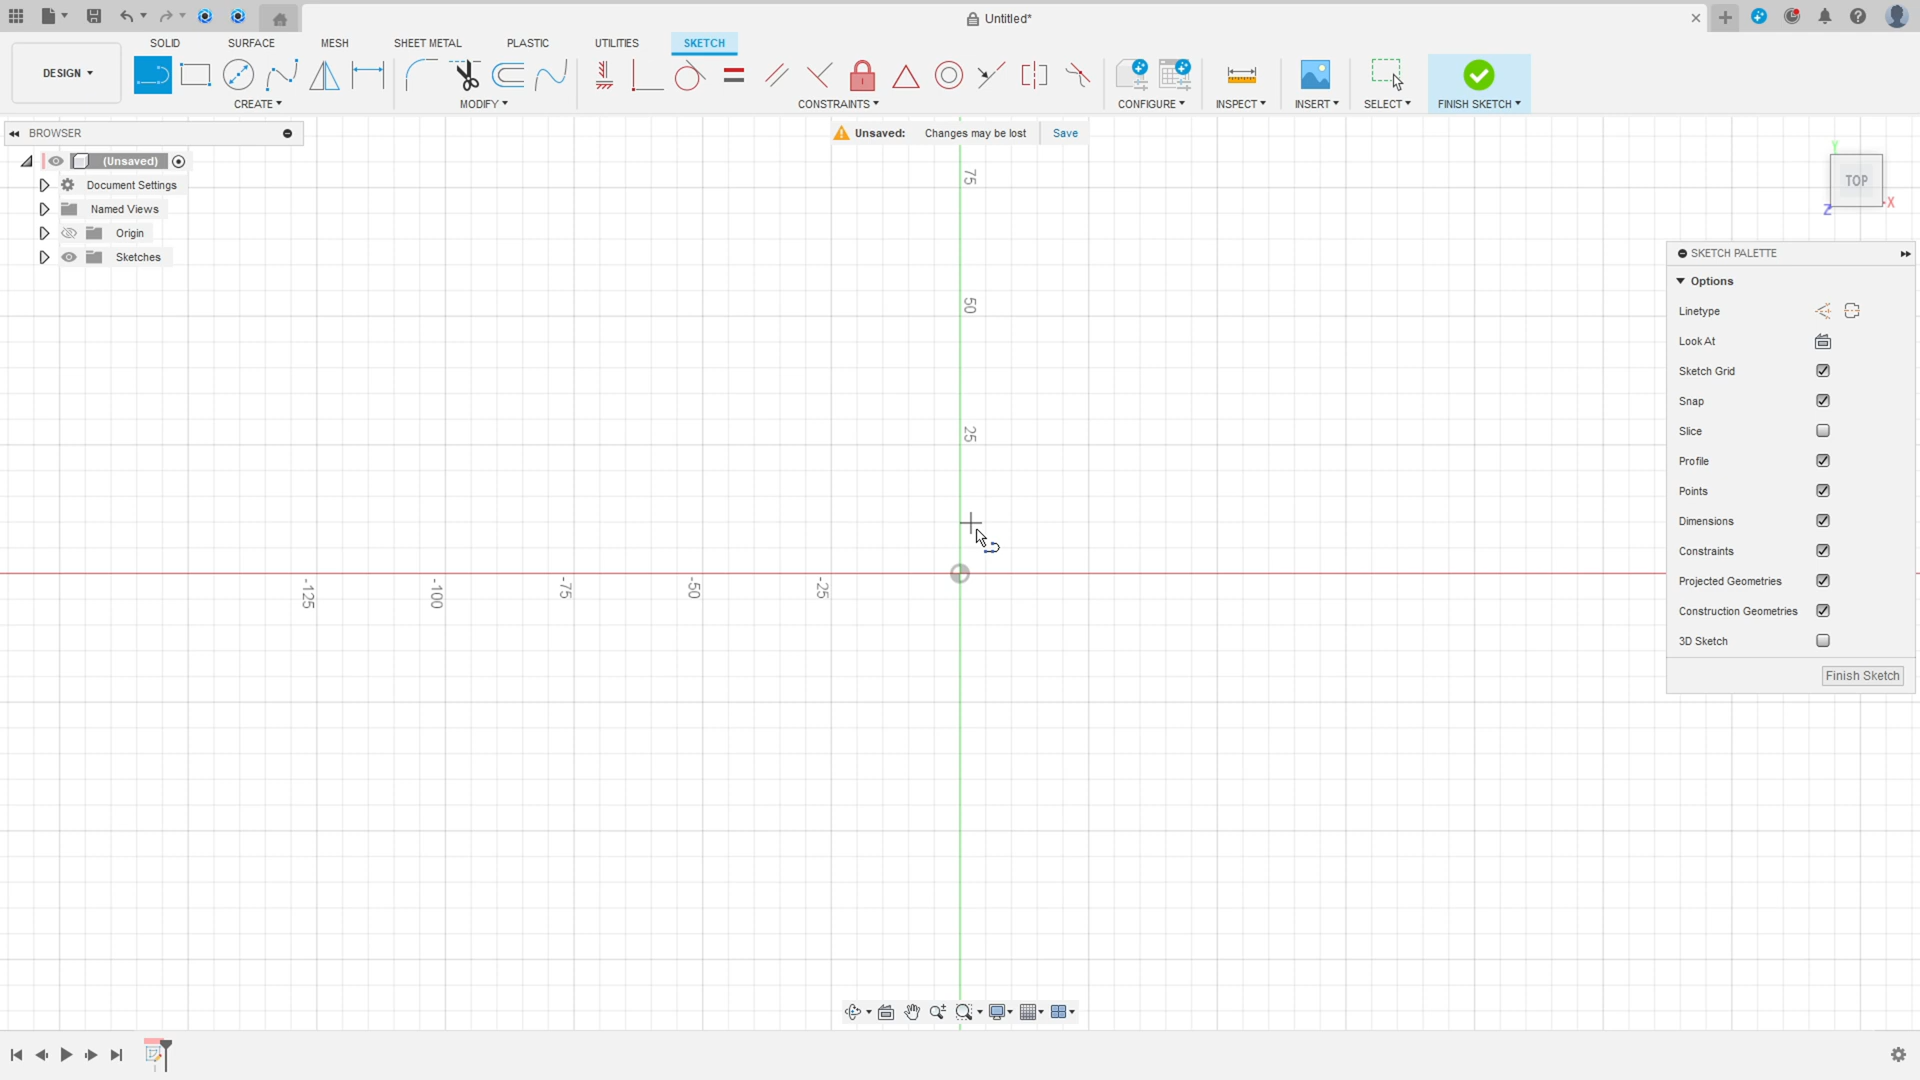 Untitled*
SOLID SURFACE MESH SHEET METAL PLASTIC UTILITIES SKETCH
DESIGN
CREATE MODIFY CONSTRAINTS CONFIGURE INSPECT INSERT SELECT FINISH SKETCH
BROWSER
Unsaved: Changes may be lost Save
(Unsaved)
Document Settings
Named Views
Origin
Sketches
75
50
25
-125 -100 -75 -50 -25
Y
TOP
X
Z
SKETCH PALETTE
Options
Linetype
Look At
Sketch Grid
Snap
Slice
Profile
Points
Dimensions
Constraints
Projected Geometries
Construction Geometries
3D Sketch
Finish Sketch